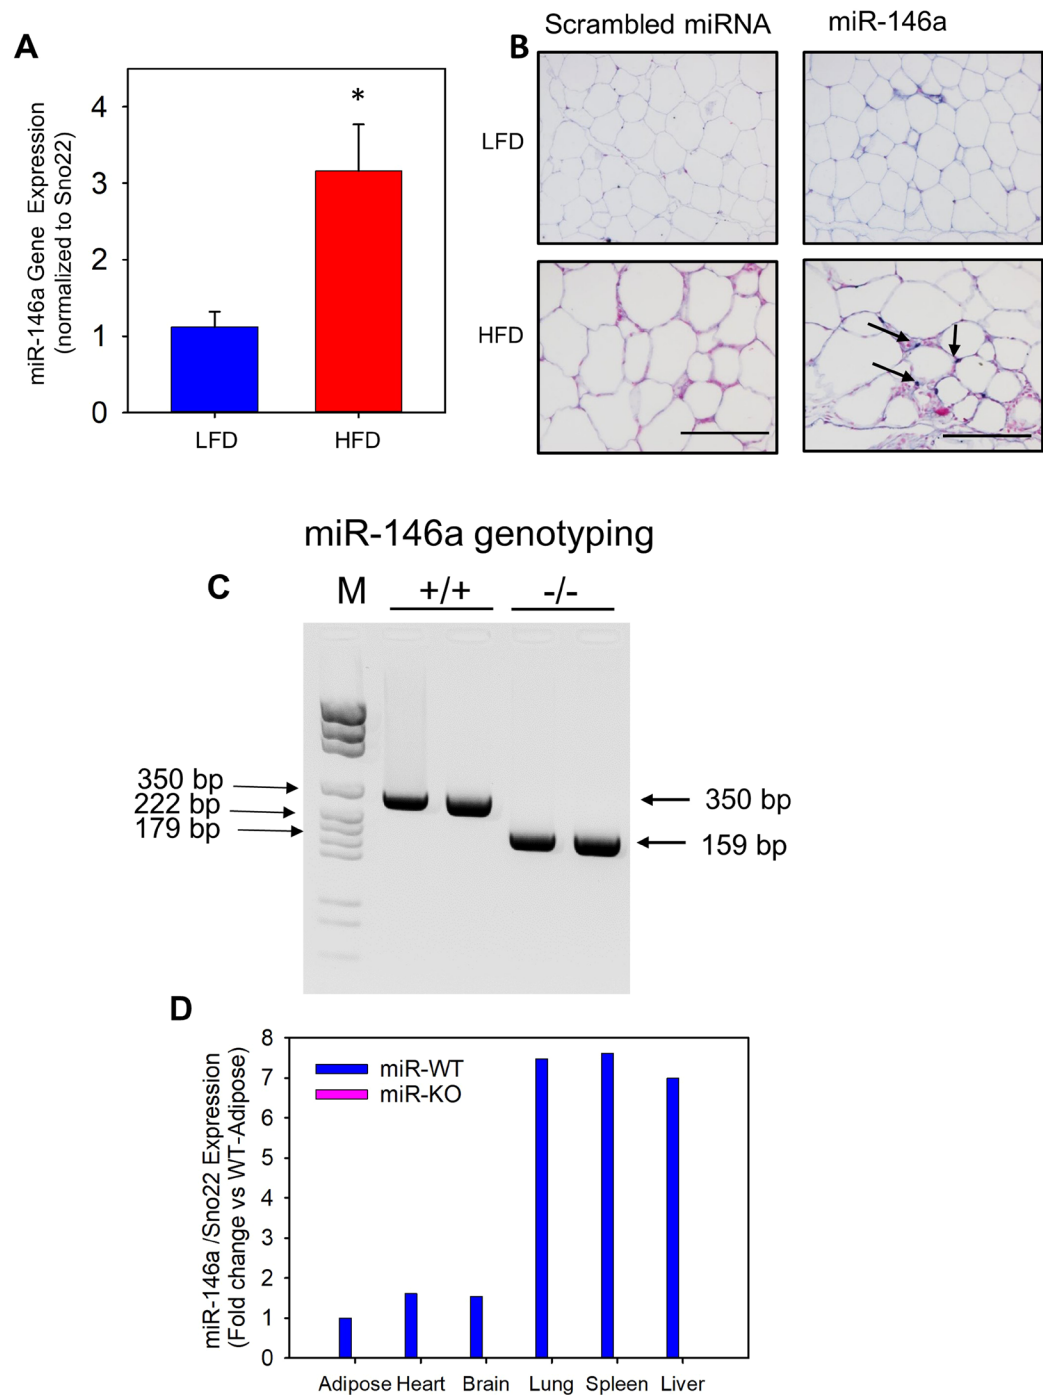 A
miR-146a Gene Expression
(normalized to Sno22)
4
3
2
1
0
*
LFD
HFD
B
Scrambled miRNA
miR-146a
LFD
HFD
miR-146a genotyping
C
M
+/+
-/-
350 bp
222 bp
179 bp
350 bp
159 bp
D
miR-146a /Sno22 Expression
(Fold change vs WT-Adipose)
8
7
6
5
4
3
2
1
0
miR-WT
miR-KO
Adipose Heart Brain Lung Spleen Liver